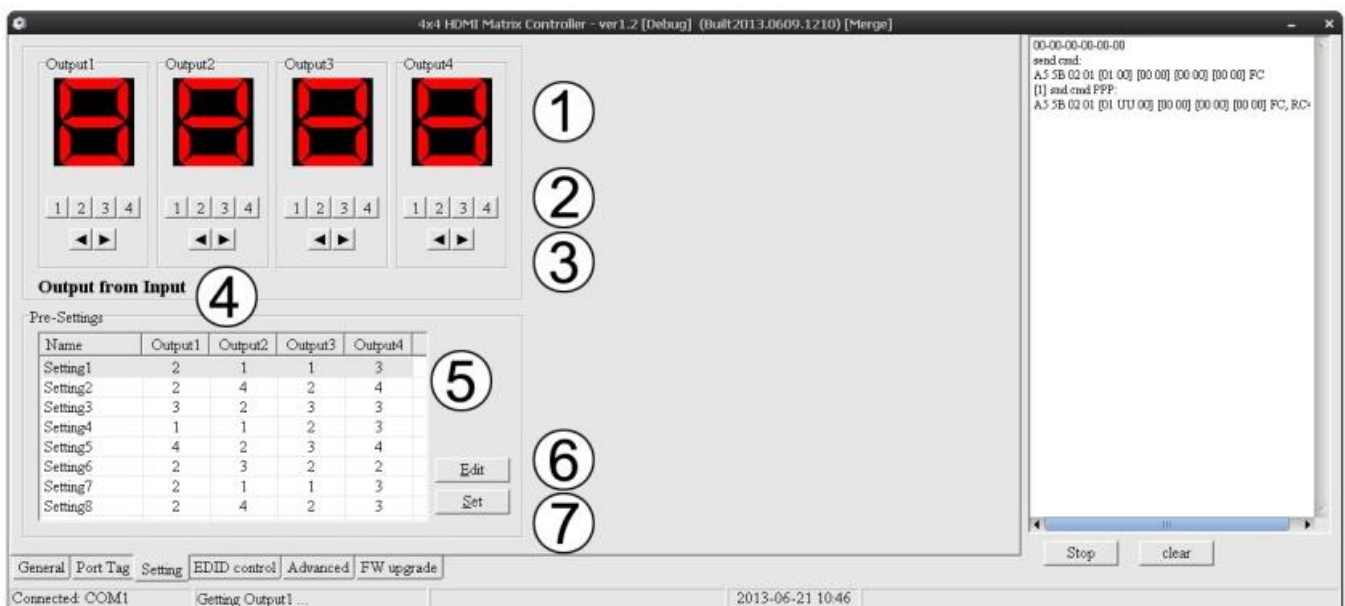 4x4 HDMI Matrix Controller - ver1.2 [Debug] (Built2013.0609.1210) [Merge]
Output1 Output2 Output3 Output4
8 8 8 8
1 2 3 4 1 2 3 4 1 2 3 4 1 2 3 4
Output from Input
1
2
3
4
Pre-Settings
Name Output1 Output2 Output3 Output4
Setting1 2 1 1 3
Setting2 2 4 2 4
Setting3 3 2 3 3
Setting4 1 1 2 3
Setting5 4 2 3 4
Setting6 2 3 2 2
Setting7 2 1 1 3
Setting8 2 4 2 3
5
Edit
6
Set
7
00-00-00-00-00-00
send cmd:
A5 5B 02 01 [01 00] [00 00] [00 00] [00 00] FC
[1] snd cmd PPP:
A5 5B 02 01 [01 UU 00] [00 00] [00 00] [00 00] FC, RC
Stop clear
General Port Tag Setting EDID control Advanced FW upgrade
Connected: COM1 Getting Output1 ... 2013-06-21 10:46